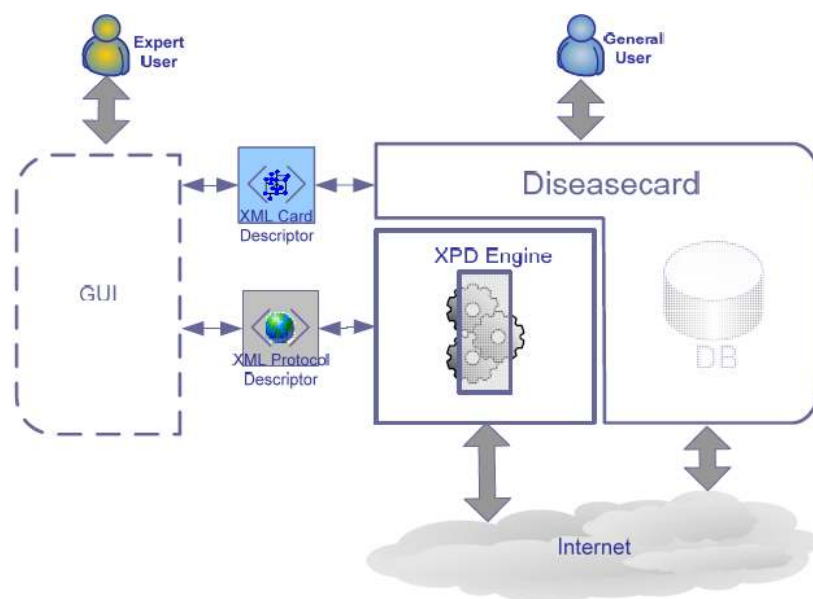 Expert
User
General
User
XML Card
Descriptor
Diseasecard
XPD Engine
GUI
XML Protocol
Descriptor
DB
Internet